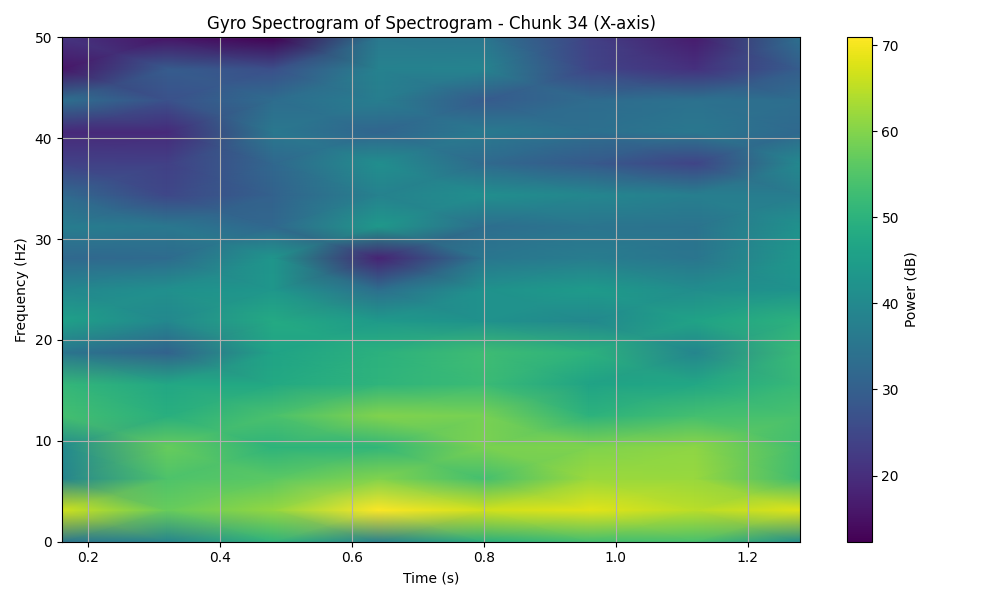 Gyro Spectrogram of Spectrogram - Chunk 34 (X-axis)
50
40
30
20
10
0
Frequency (Hz)
0.2 0.4 0.6 0.8 1.0 1.2
Time (s)
70
60
50
40
30
20
Power (dB)